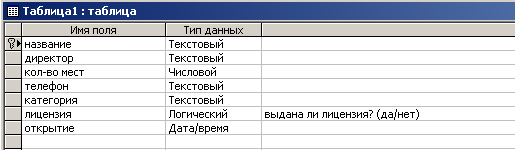 Таблица1 : таблица
Имя поля Тип данных
название Текстовый
директор Текстовый
кол-во мест Числовой
телефон Текстовый
категория Текстовый
лицензия Логический выдана ли лицензия? (да/нет)
открытие Дата/время